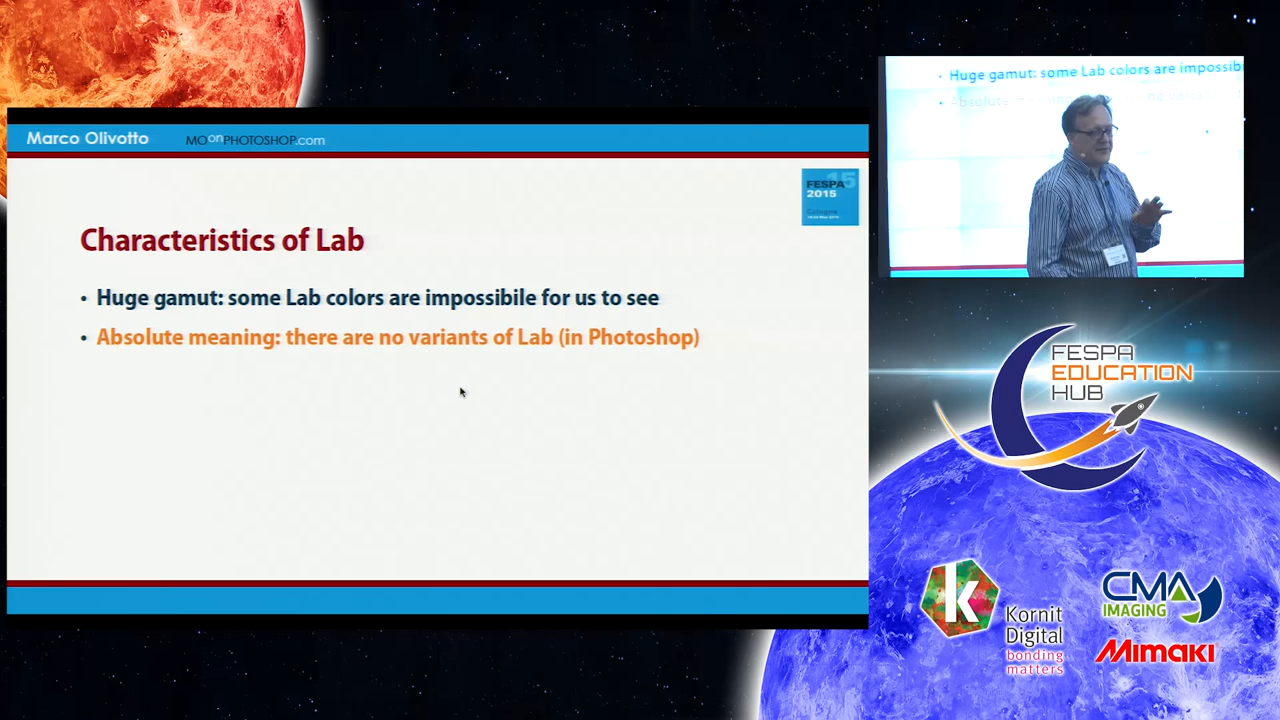 Marco Olivotto
MOonPHOTOSHOP.com
FESPA 15
2015
Characteristics of Lab
• Huge gamut: some Lab colors are impossibile for us to see
• Absolute meaning: there are no variants of Lab (in Photoshop)
• Huge gamut: some Lab colors are impossib
FESPA
EDUCATION
HUB
k
Kornit
Digital
bonding
matters
CMA
IMAGING
Mimaki